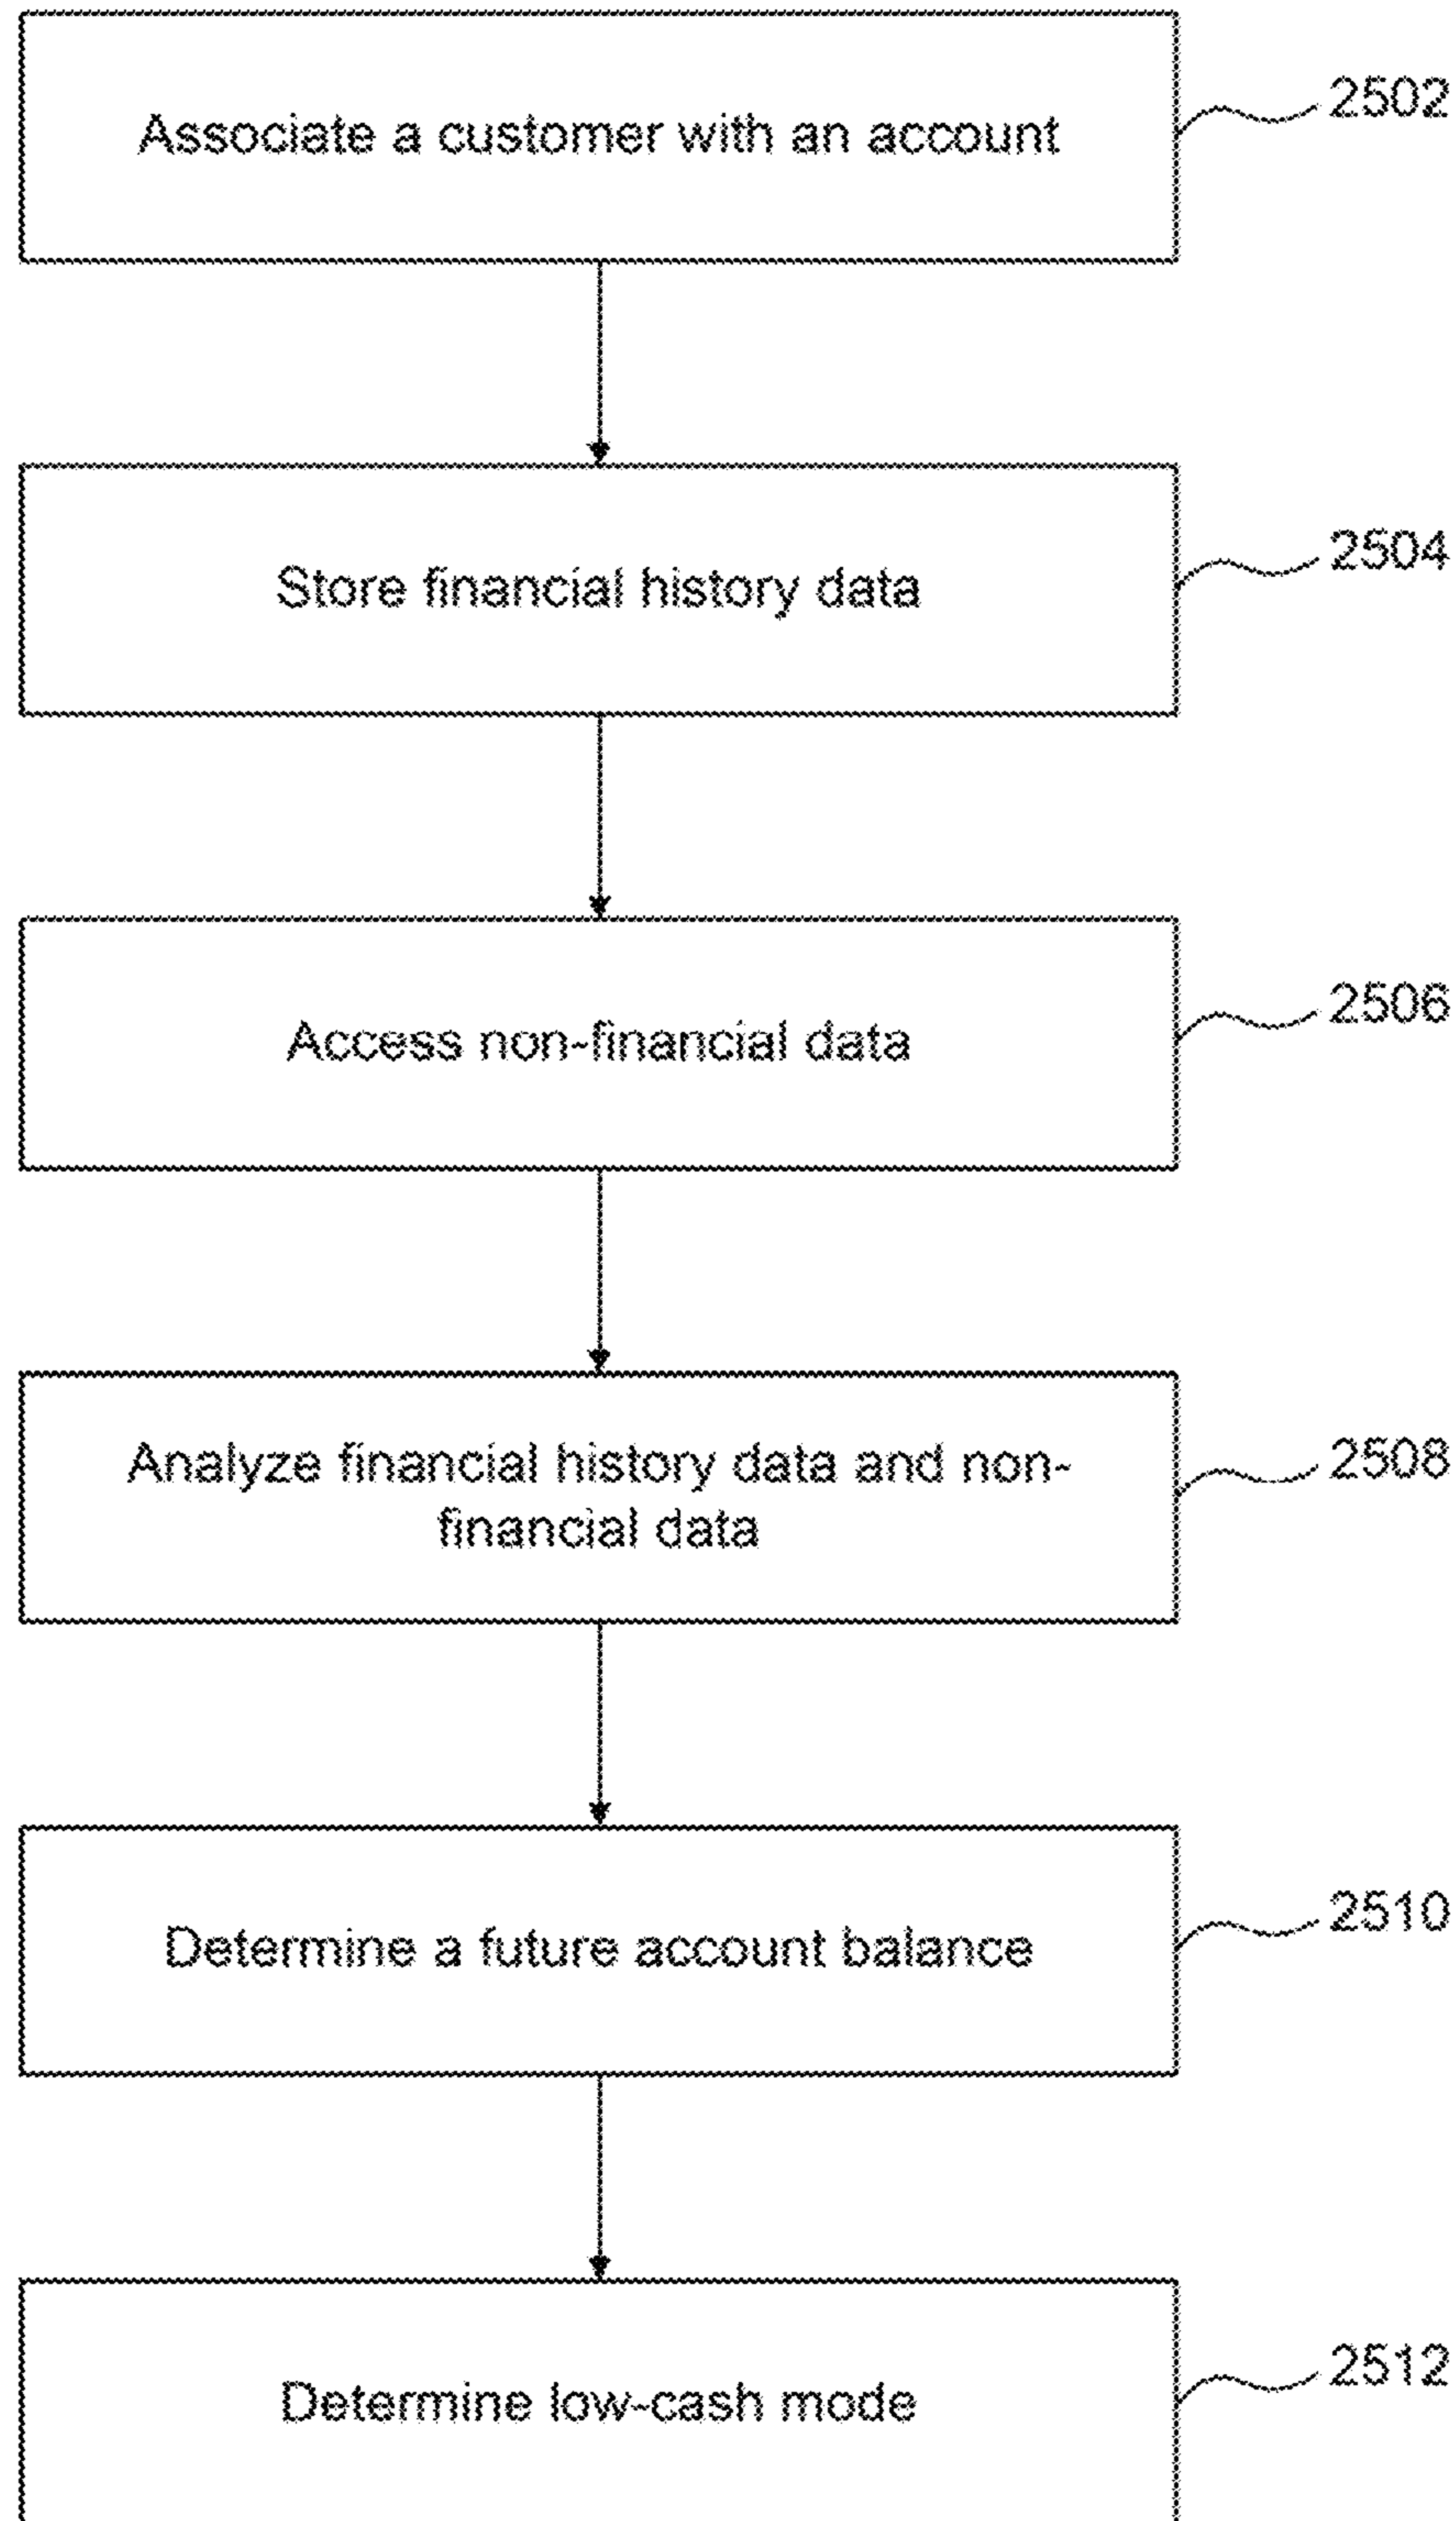 Associate a customer with an account
2502
Store financial history data
2504
Access non-financial data
2506
Analyze financial history data and non-
financial data
2508
Determine a future account balance
2510
Determine low-cash mode
2512